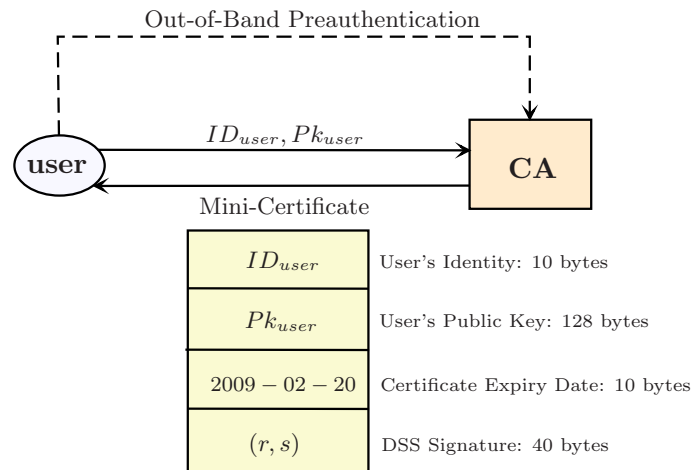 Out-of-Band Preauthentication
ID_user, Pk_user
user
CA
Mini-Certificate
ID_user User's Identity: 10 bytes
Pk_user User's Public Key: 128 bytes
2009 − 02 − 20 Certificate Expiry Date: 10 bytes
(r, s) DSS Signature: 40 bytes